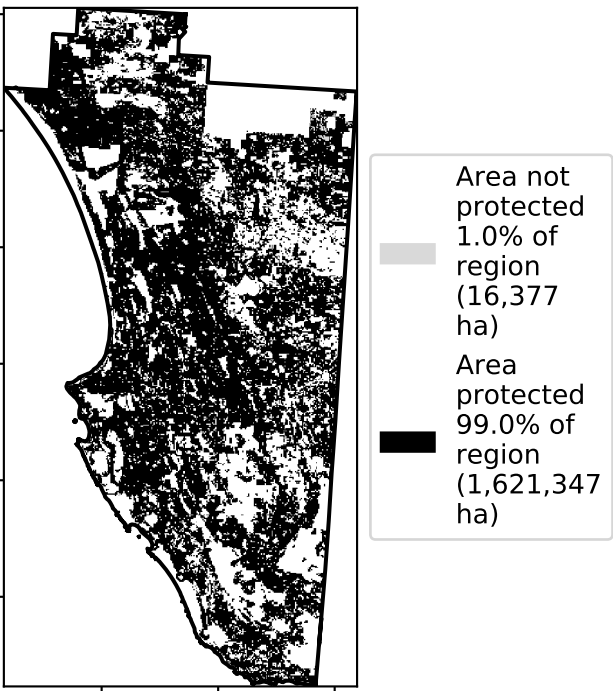 Area not
protected
1.0% of
region
(16,377
ha)
Area
protected
99.0% of
region
(1,621,347
ha)